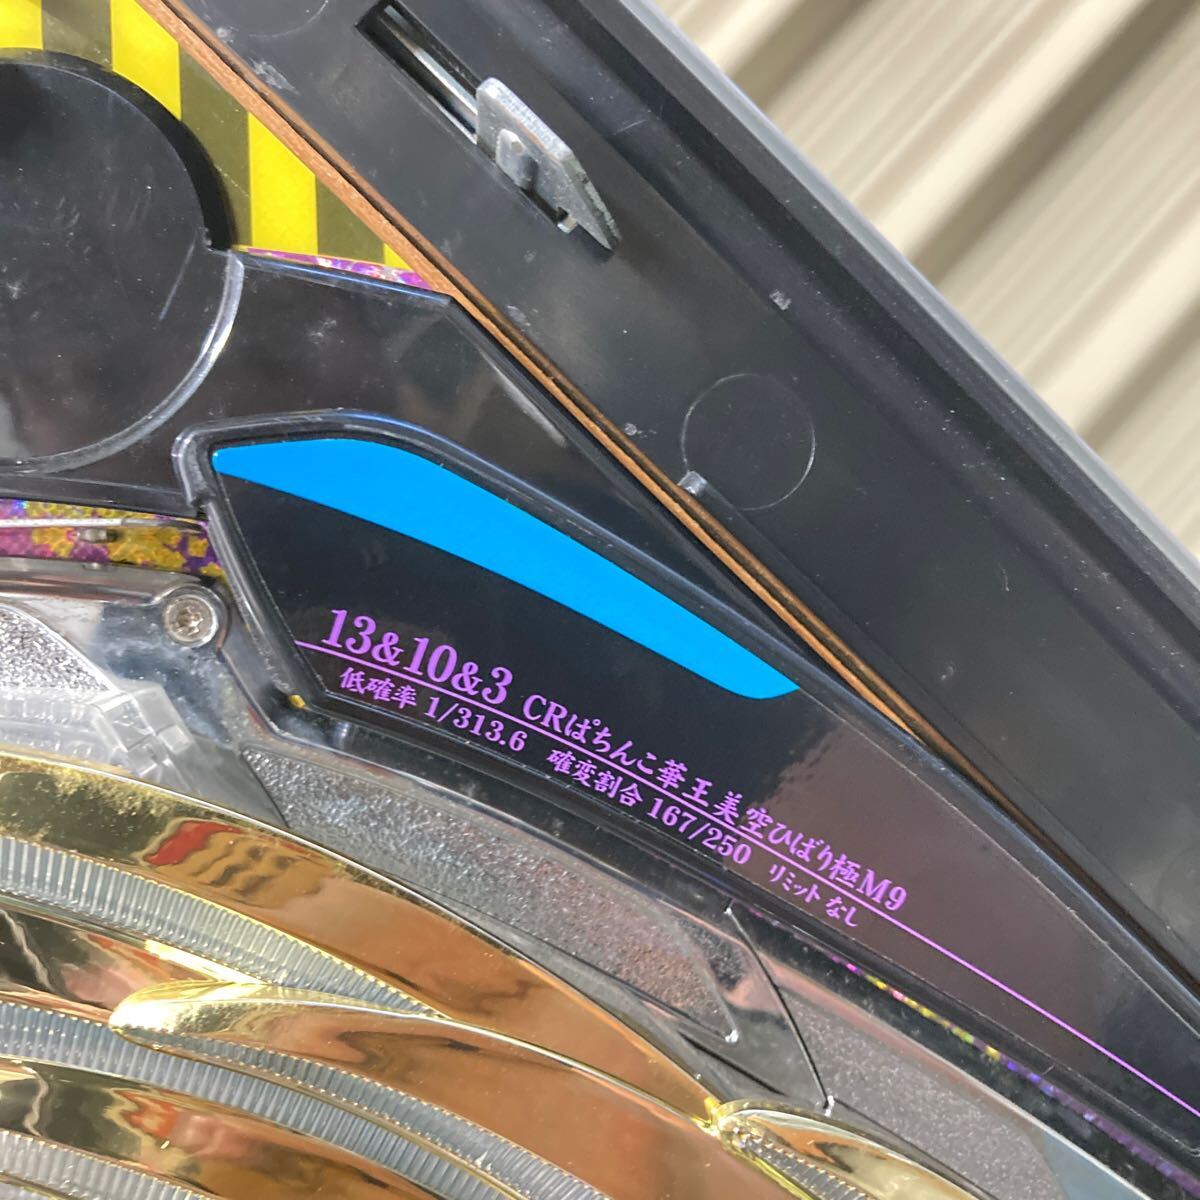 13&10&3 CRぱちんこ華王美空ひばり極M9
低確率 1/313.6 確変割合 167/250 リミットなし